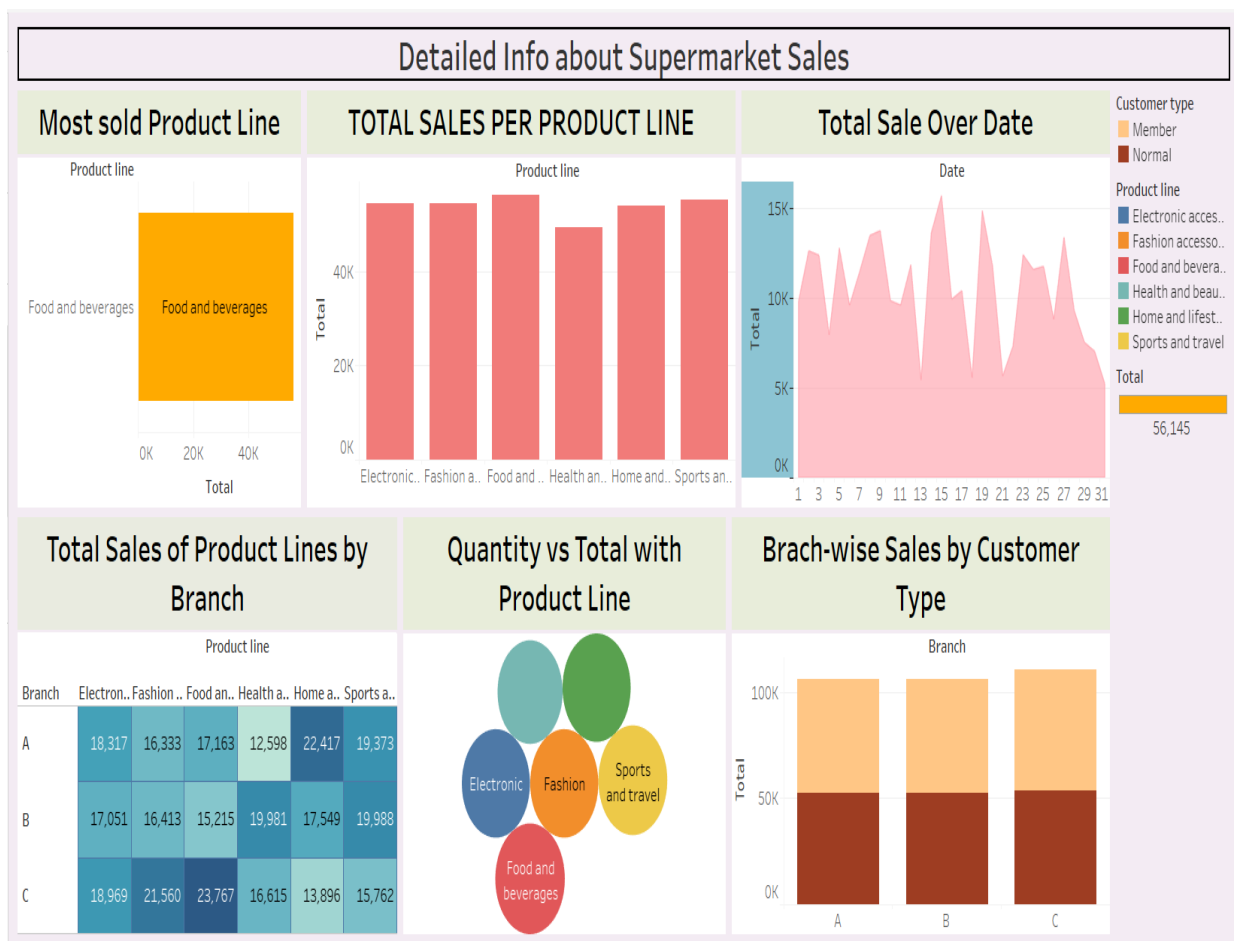 Detailed Info about Supermarket Sales
Most sold Product Line
Product line
Food and beverages
Food and beverages
0K 20K 40K
Total
TOTAL SALES PER PRODUCT LINE
Product line
Total
40K
20K
0K
Electronic.. Fashion a.. Food and .. Health an.. Home and.. Sports an..
Total Sale Over Date
Date
Total
15K
10K
5K
0K
1 3 5 7 9 11 13 15 17 19 21 23 25 27 29 31
Customer type
Member
Normal
Product line
Electronic acces..
Fashion accesso..
Food and bevera..
Health and beau..
Home and lifest..
Sports and travel
Total
56,145
Total Sales of Product Lines by
Branch
Product line
Branch Electron.. Fashion .. Food an.. Health a.. Home a.. Sports a..
A 18,317 16,333 17,163 12,598 22,417 19,373
B 17,051 16,413 15,215 19,981 17,549 19,988
C 18,969 21,560 23,767 16,615 13,896 15,762
Quantity vs Total with
Product Line
Electronic
Fashion
Sports
and travel
Food and
beverages
Brach-wise Sales by Customer
Type
Branch
Total
100K
50K
0K
A B C